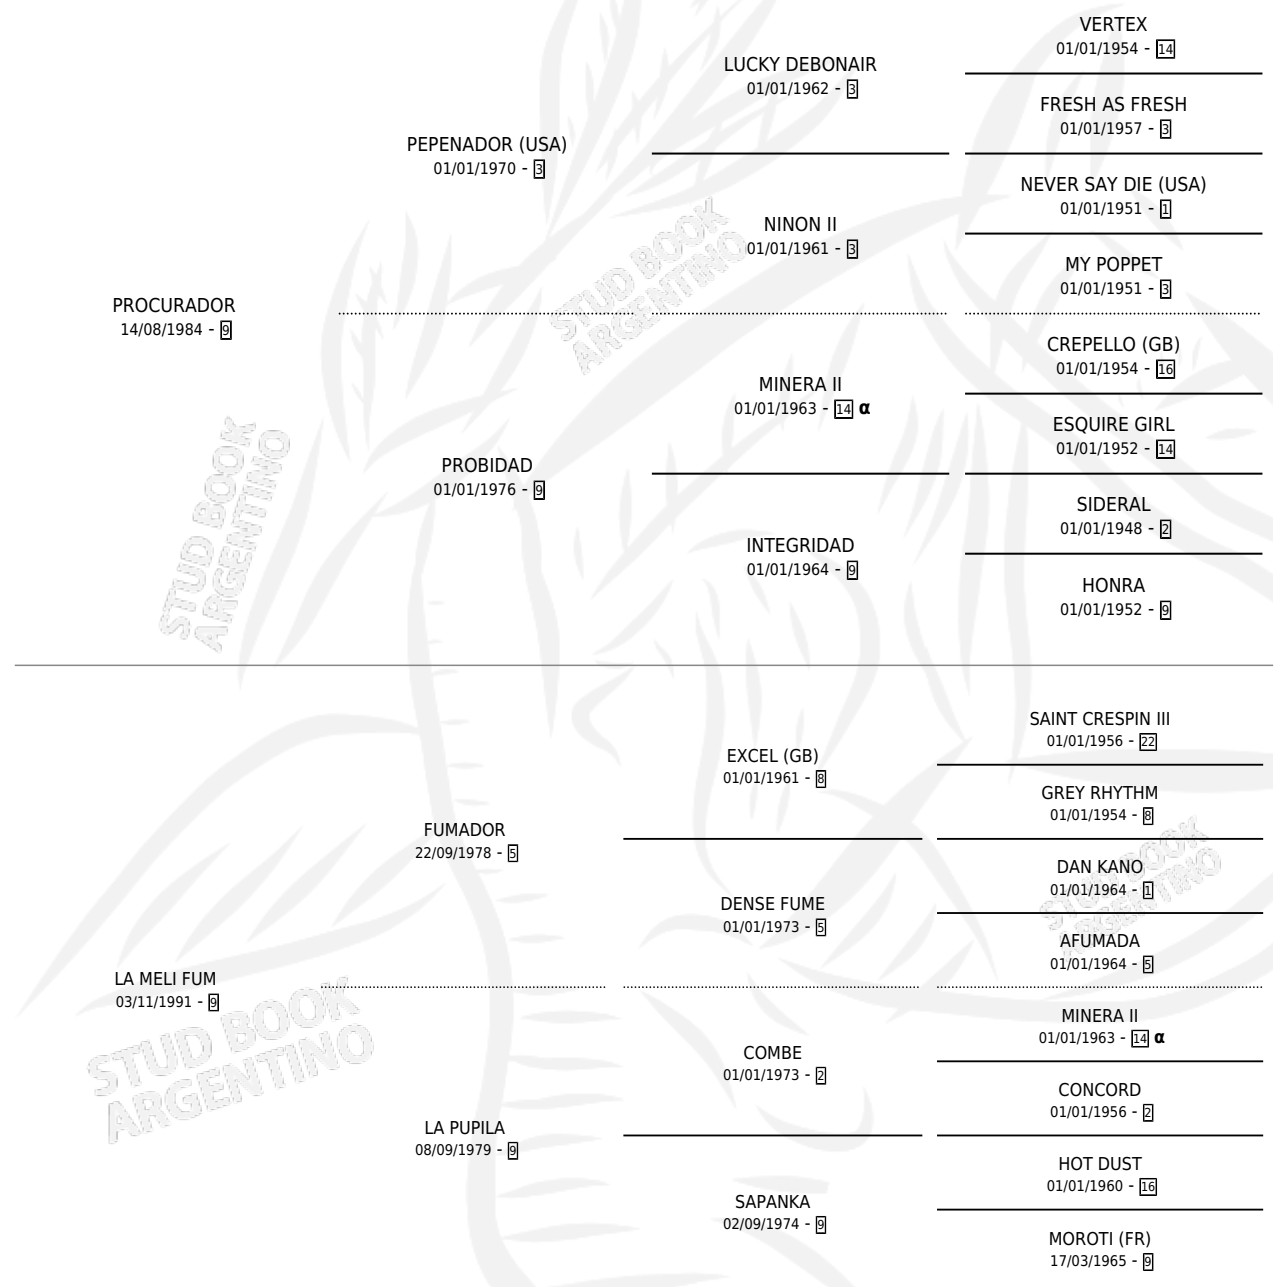 VERTEX
01/01/1954 - 14
LUCKY DEBONAIR
01/01/1962 - 3
FRESH AS FRESH
01/01/1957 - 3
PEPENADOR (USA)
01/01/1970 - 3
NEVER SAY DIE (USA)
01/01/1951 - 1
NINON II
01/01/1961 - 3
MY POPPET
01/01/1951 - 3
PROCURADOR
14/08/1984 - 9
CREPELLO (GB)
01/01/1954 - 16
MINERA II
01/01/1963 - 14 α
ESQUIRE GIRL
01/01/1952 - 14
PROBIDAD
01/01/1976 - 9
SIDERAL
01/01/1948 - 2
INTEGRIDAD
01/01/1964 - 9
HONRA
01/01/1952 - 9
SAINT CRESPIN III
01/01/1956 - 22
EXCEL (GB)
01/01/1961 - 8
GREY RHYTHM
01/01/1954 - 8
FUMADOR
22/09/1978 - 5
DAN KANO
01/01/1964 - 1
DENSE FUME
01/01/1973 - 5
AFUMADA
01/01/1964 - 5
LA MELI FUM
03/11/1991 - 9
MINERA II
01/01/1963 - 14 α
COMBE
01/01/1973 - 2
CONCORD
01/01/1956 - 2
LA PUPILA
08/09/1979 - 9
HOT DUST
01/01/1960 - 16
SAPANKA
02/09/1974 - 9
MOROTI (FR)
17/03/1965 - 9
STUD BOOK
ARGENTINO
STUD BOOK
ARGENTINO
STUD BOOK
ARGENTINO
STUD BOOK
ARGENTINO